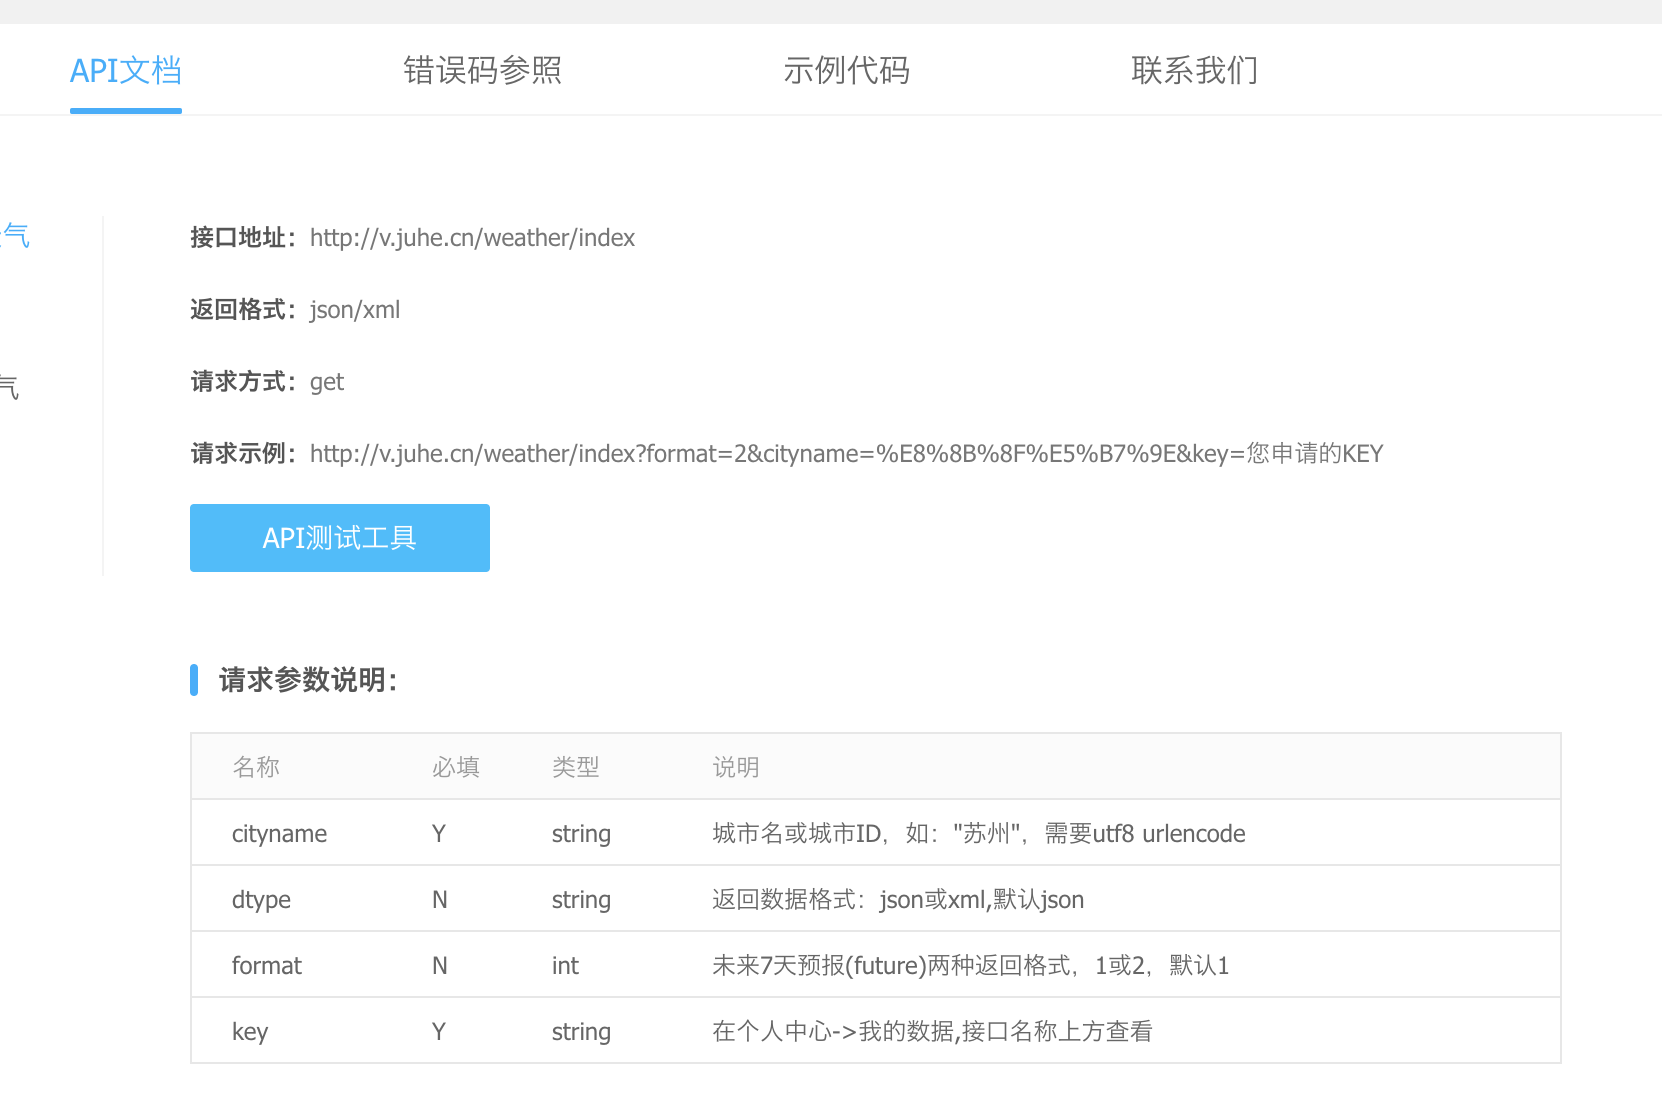 API文档 错误码参照 示例代码 联系我们
气
接口地址：http://v.juhe.cn/weather/index
返回格式：json/xml
请求方式：get
气
请求示例：http://v.juhe.cn/weather/index?format=2&cityname=%E8%8B%8F%E5%B7%9E&key=您申请的KEY
API测试工具
请求参数说明：
名称 必填 类型 说明
cityname Y string 城市名或城市ID，如："苏州"，需要utf8 urlencode
dtype N string 返回数据格式：json或xml,默认json
format N int 未来7天预报(future)两种返回格式，1或2，默认1
key Y string 在个人中心->我的数据,接口名称上方查看